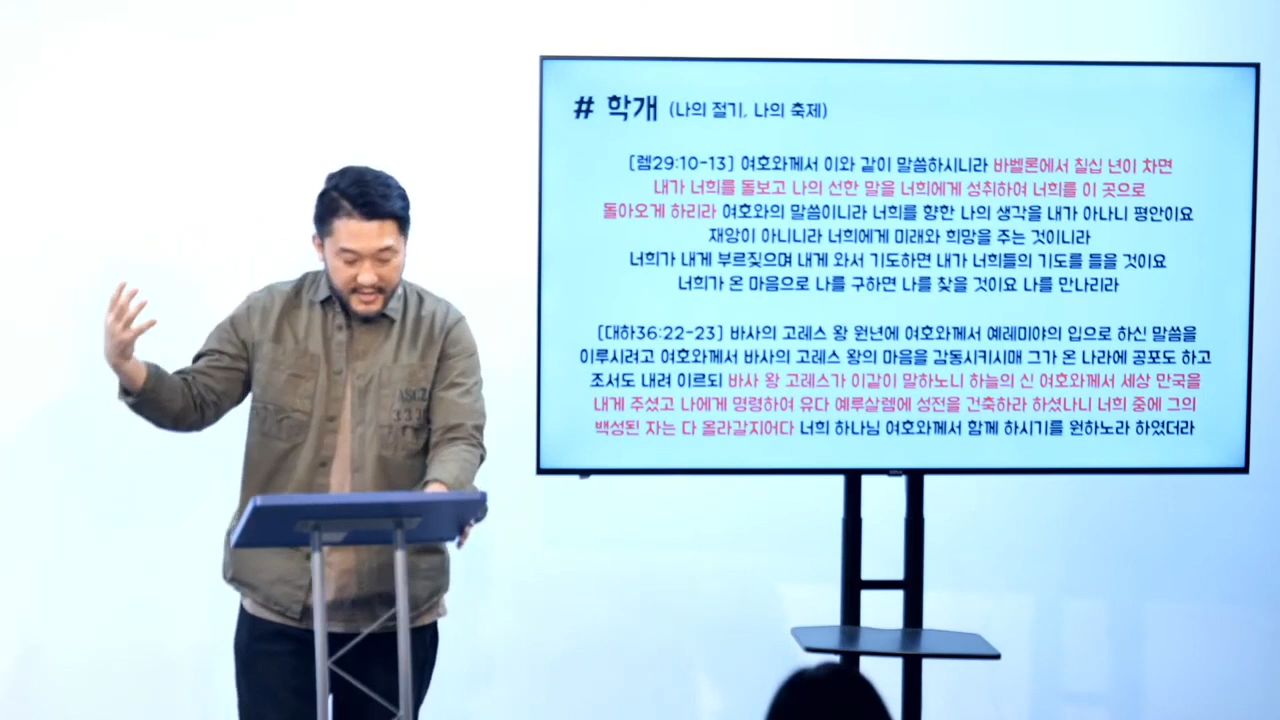 # 학개 (나의 절기, 나의 축제)
[렘29:10-13] 여호와께서 이와 같이 말씀하시니라 바벨론에서 칠십 년이 차면
내가 너희를 돌보고 나의 선한 말을 너희에게 성취하여 너희를 이 곳으로
돌아오게 하리라 여호와의 말씀이니라 너희를 향한 나의 생각을 내가 아나니 평안이요
재앙이 아니니라 너희에게 미래와 희망을 주는 것이니라
너희가 내게 부르짖으며 내게 와서 기도하면 내가 너희들의 기도를 들을 것이요
너희가 온 마음으로 나를 구하면 나를 찾을 것이요 나를 만나리라
[대하36:22-23] 바사의 고레스 왕 원년에 여호와께서 예레미야의 입으로 하신 말씀을
이루시려고 여호와께서 바사의 고레스 왕의 마음을 감동시키시매 그가 온 나라에 공포도 하고
조서도 내려 이르되 바사 왕 고레스가 이같이 말하노니 하늘의 신 여호와께서 세상 만국을
내게 주셨고 나에게 명령하여 유다 예루살렘에 성전을 건축하라 하셨나니 너희 중에 그의
백성된 자는 다 올라갈지어다 너희 하나님 여호와께서 함께 하시기를 원하노라 하였더라